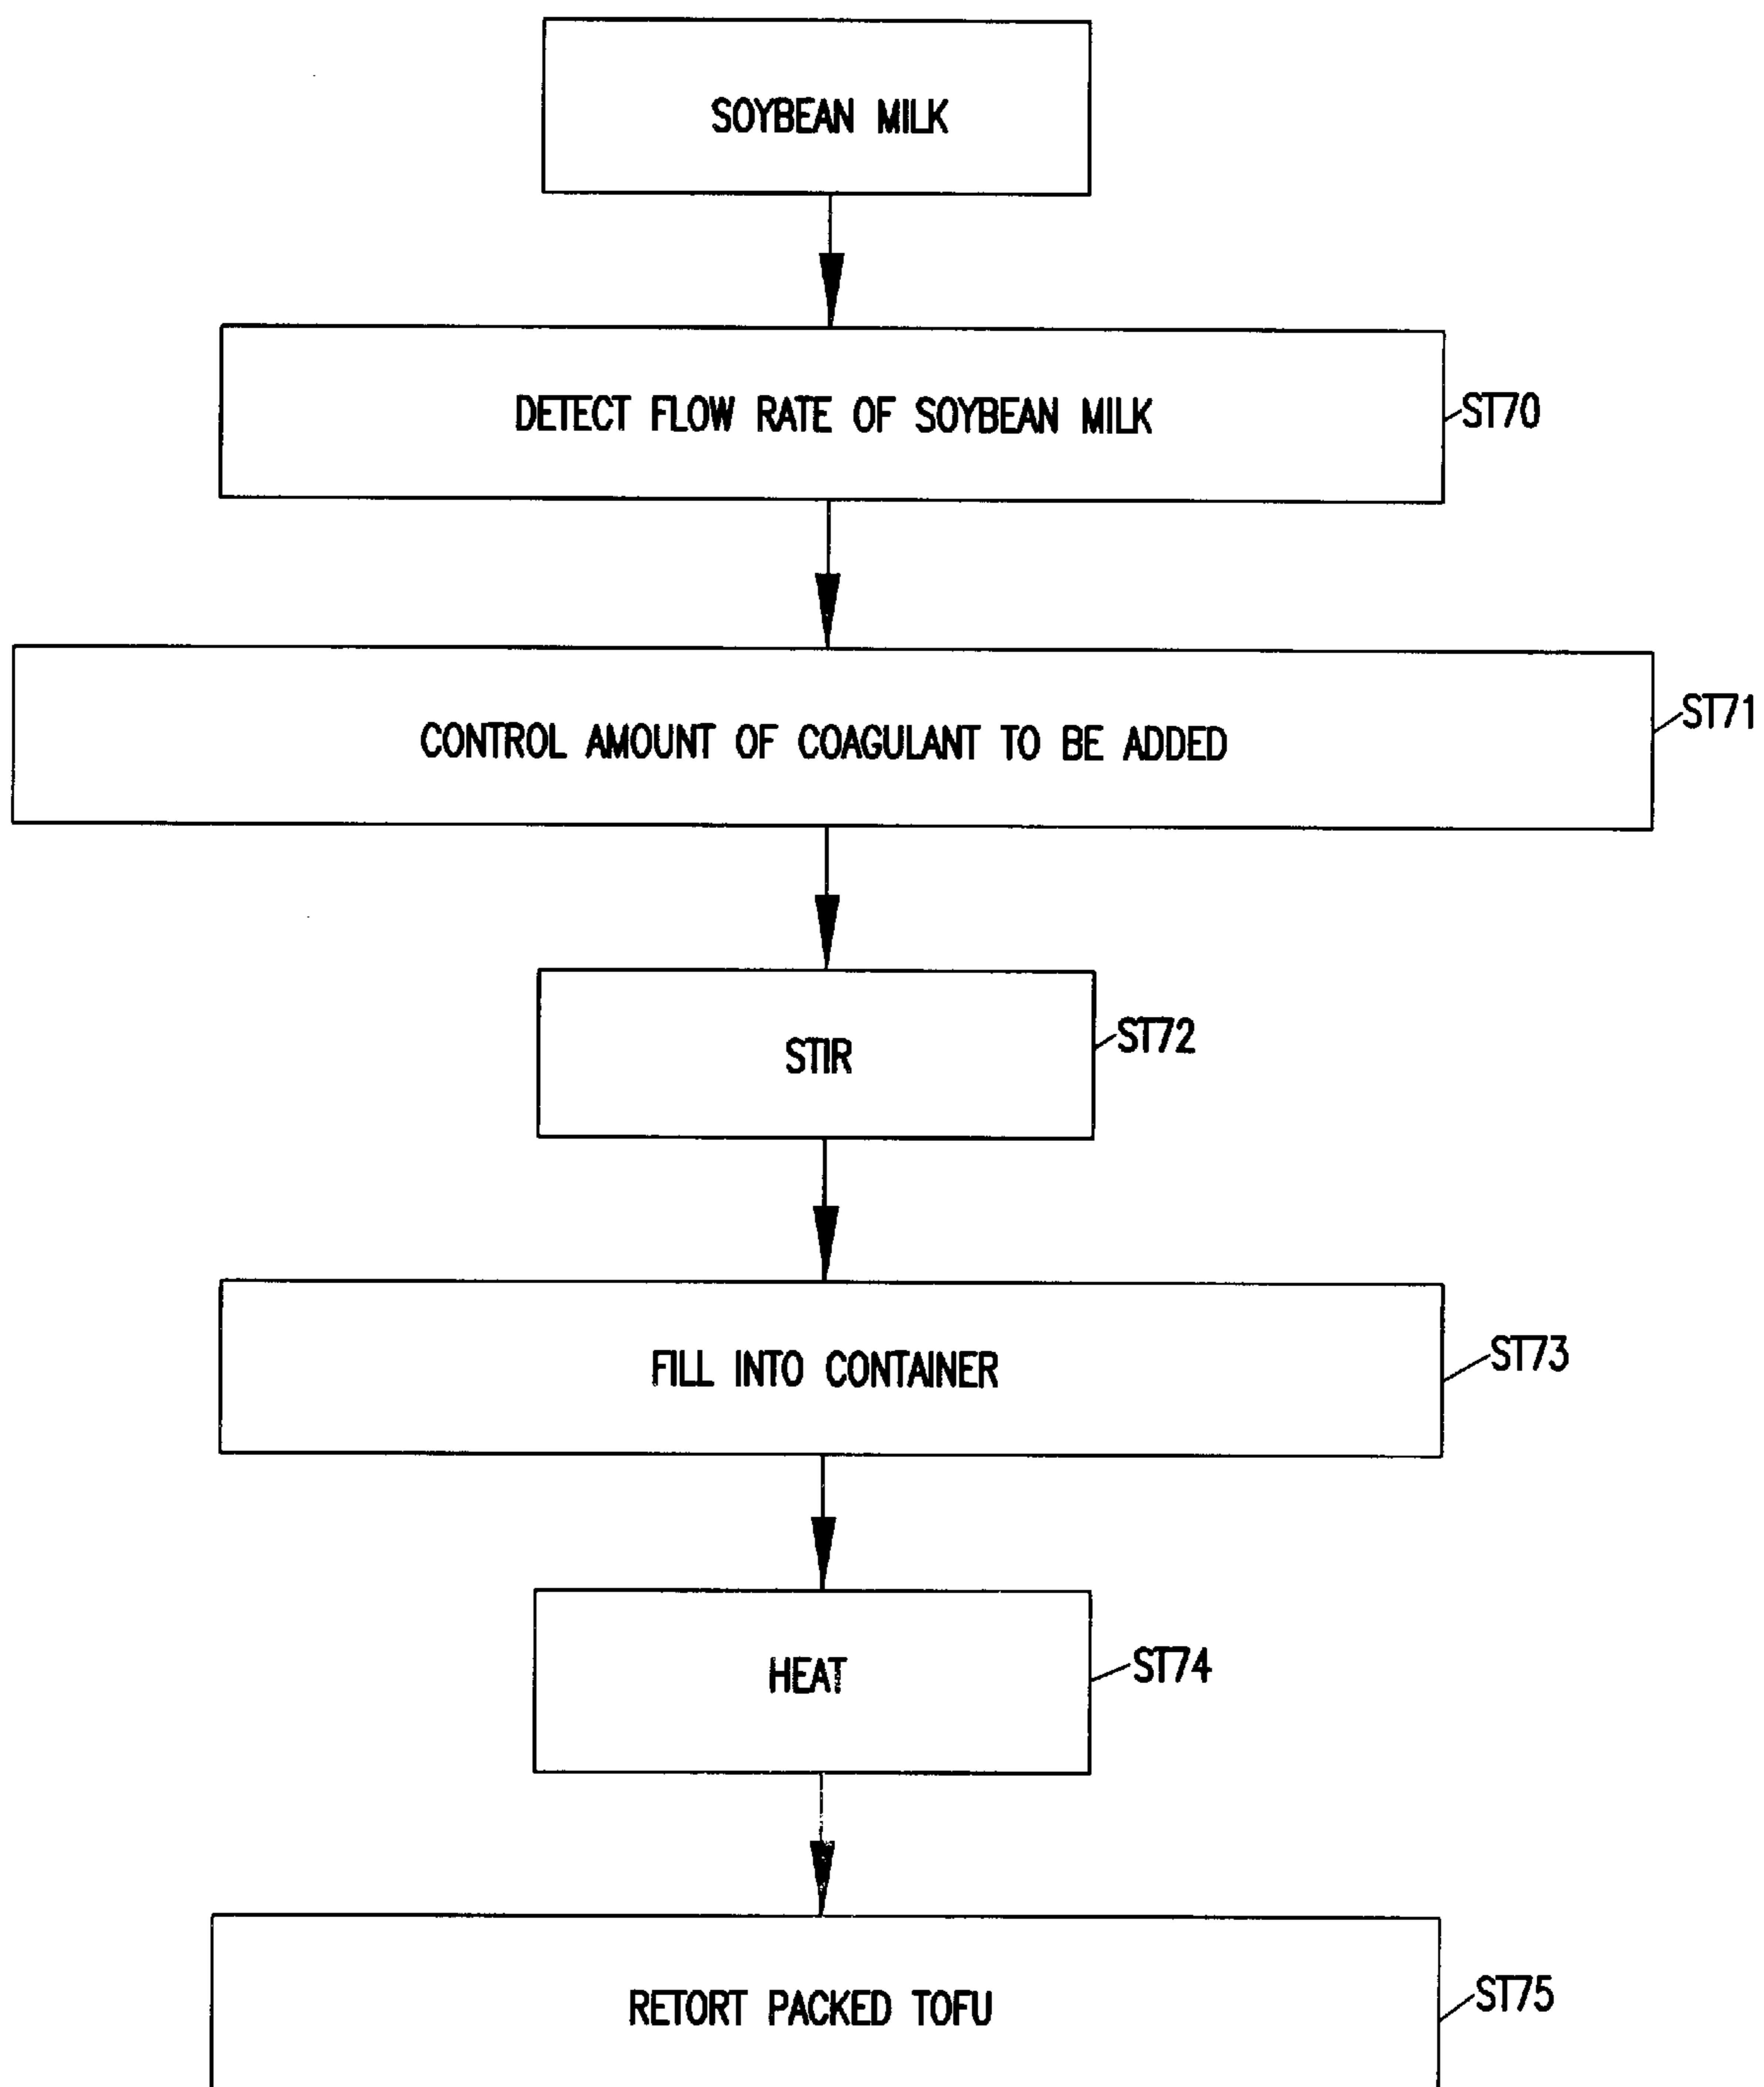 SOYBEAN MILK
DETECT FLOW RATE OF SOYBEAN MILK
ST70
CONTROL AMOUNT OF COAGULANT TO BE ADDED
ST71
STIR
ST72
FILL INTO CONTAINER
ST73
HEAT
ST74
RETORT PACKED TOFU
ST75